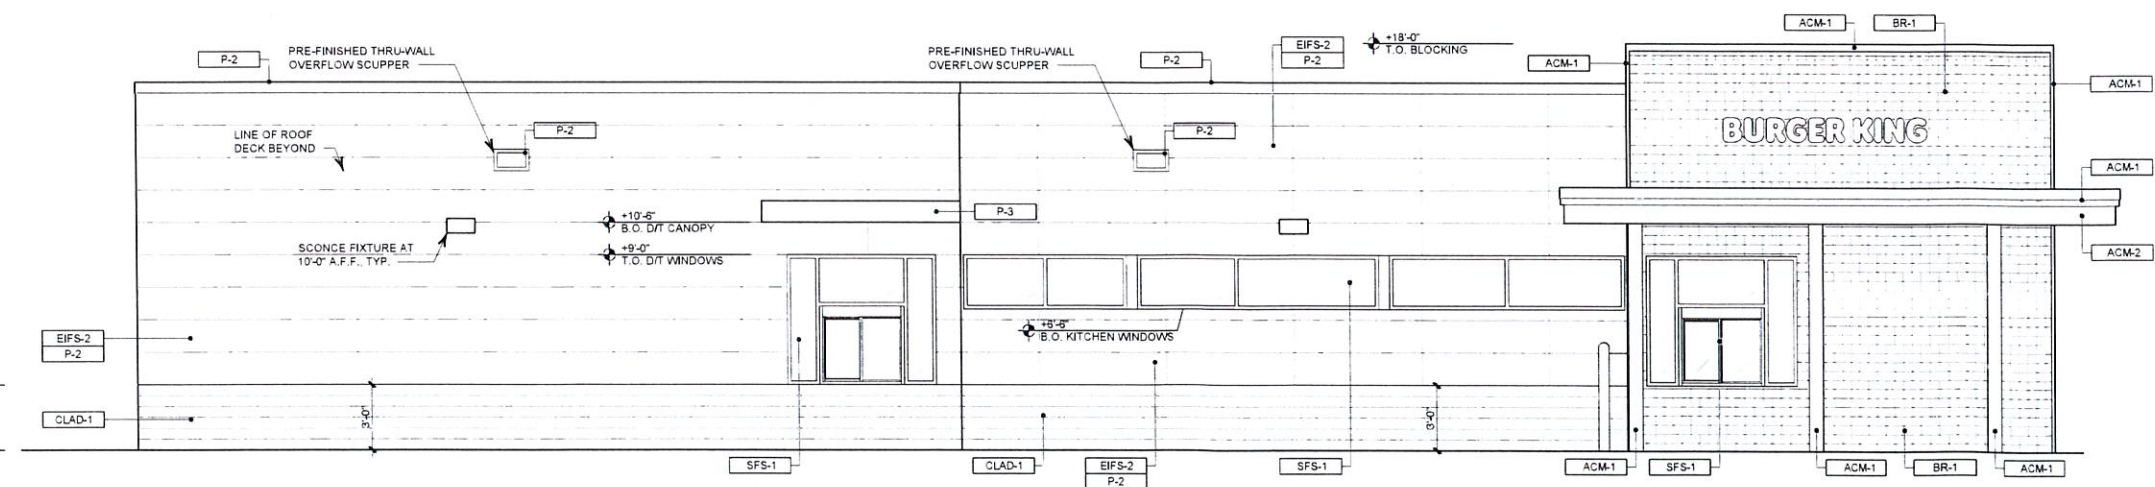 ACM-1
BR-1
P-2
PRE-FINISHED THRU-WALL
OVERFLOW SCUPPER
PRE-FINISHED THRU-WALL
OVERFLOW SCUPPER
P-2
EIFS-2
P-2
+18'-0"
T.O. BLOCKING
ACM-1
ACM-1
LINE OF ROOF
DECK BEYOND
P-2
P-2
BURGER KING
ACM-1
P-3
+10'-6"
B.O. D/T CANOPY
SCONCE FIXTURE AT
10'-0" A.F.F., TYP.
+9'-0"
T.O. D/T WINDOWS
ACM-2
+6'-6"
B.O. KITCHEN WINDOWS
EIFS-2
P-2
CLAD-1
3'-0"
3'-0"
SFS-1
CLAD-1
EIFS-2
P-2
SFS-1
ACM-1
SFS-1
ACM-1
BR-1
ACM-1